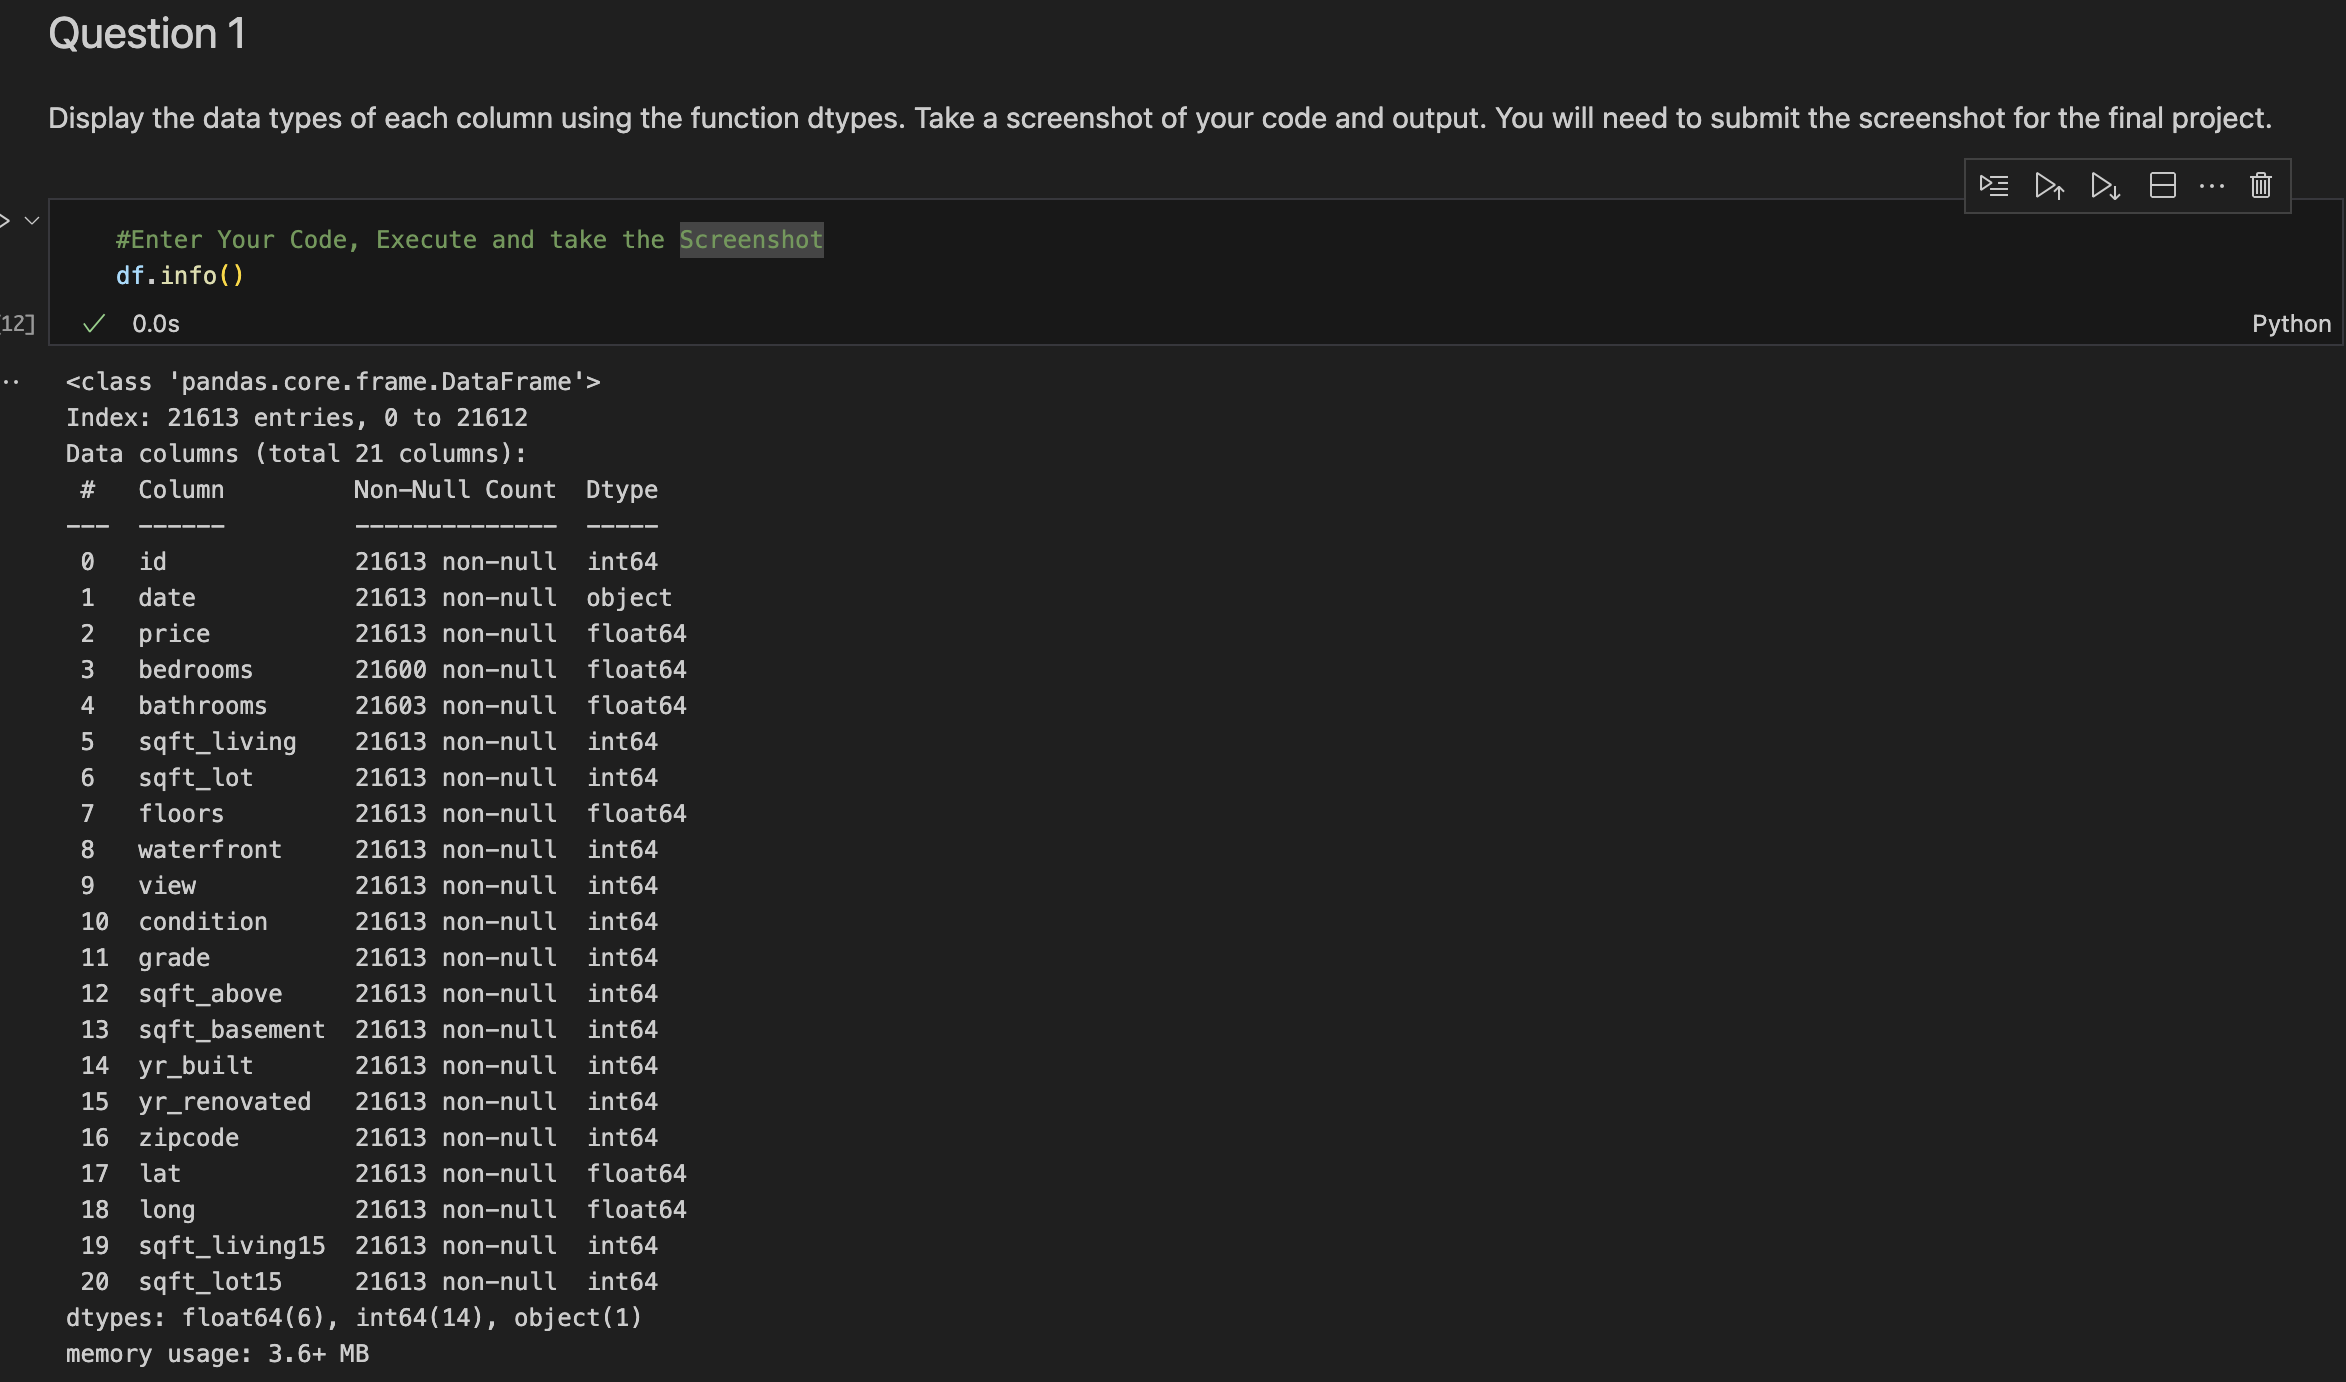 Question 1
Display the data types of each column using the function dtypes. Take a screenshot of your code and output. You will need to submit the screenshot for the final project.
#Enter Your Code, Execute and take the Screenshot
df.info()
12]
0.0s
Python
<class 'pandas.core.frame.DataFrame'>
Index: 21613 entries, 0 to 21612
Data columns (total 21 columns):
 #   Column         Non-Null Count  Dtype
---  ------         --------------  -----
 0   id             21613 non-null  int64
 1   date           21613 non-null  object
 2   price          21613 non-null  float64
 3   bedrooms       21600 non-null  float64
 4   bathrooms      21603 non-null  float64
 5   sqft_living    21613 non-null  int64
 6   sqft_lot       21613 non-null  int64
 7   floors         21613 non-null  float64
 8   waterfront     21613 non-null  int64
 9   view           21613 non-null  int64
 10  condition      21613 non-null  int64
 11  grade          21613 non-null  int64
 12  sqft_above     21613 non-null  int64
 13  sqft_basement  21613 non-null  int64
 14  yr_built       21613 non-null  int64
 15  yr_renovated   21613 non-null  int64
 16  zipcode        21613 non-null  int64
 17  lat            21613 non-null  float64
 18  long           21613 non-null  float64
 19  sqft_living15  21613 non-null  int64
 20  sqft_lot15     21613 non-null  int64
dtypes: float64(6), int64(14), object(1)
memory usage: 3.6+ MB